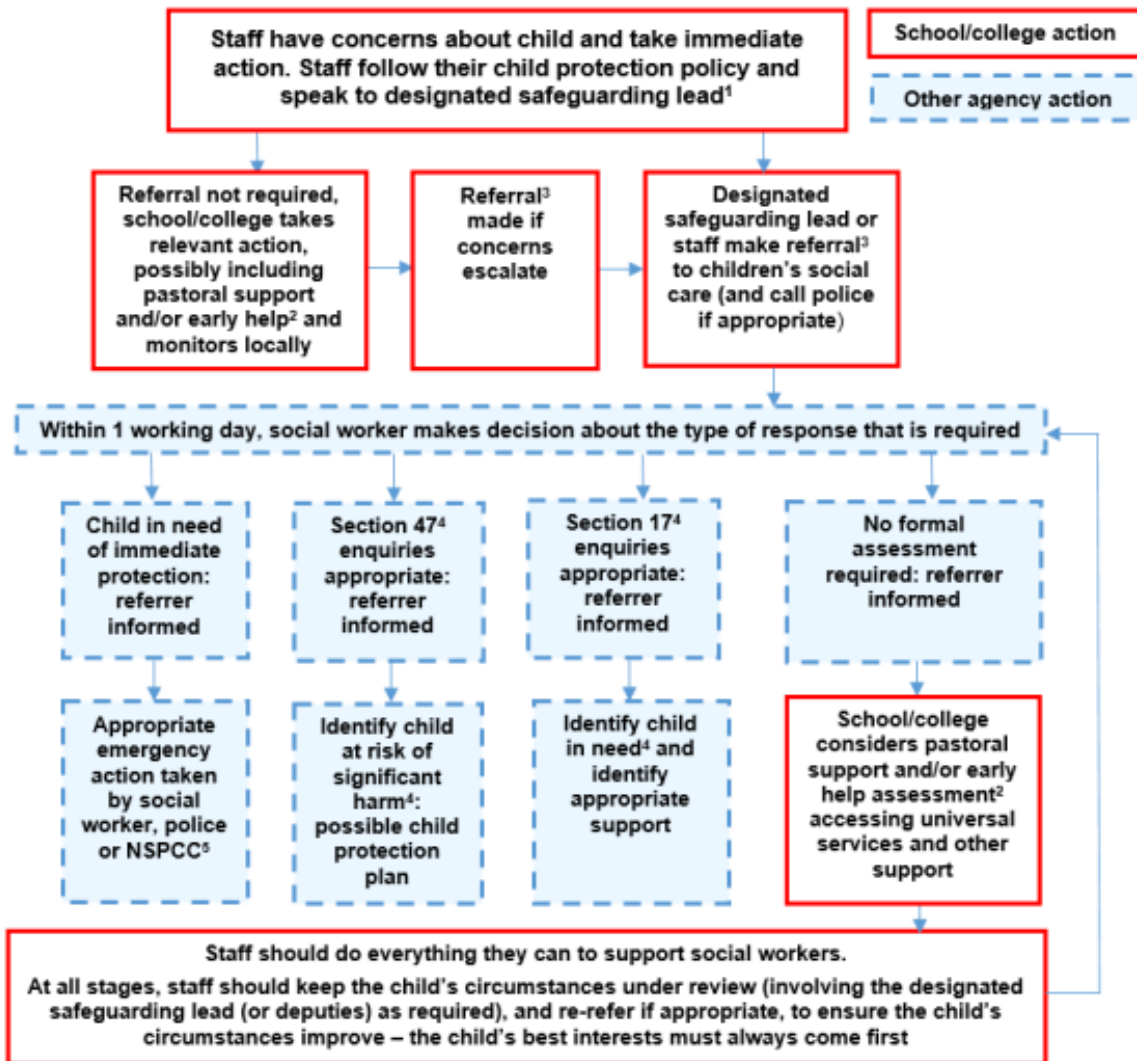 Staff have concerns about child and take immediate
action. Staff follow their child protection policy and
speak to designated safeguarding lead¹
School/college action
Other agency action
Referral not required,
school/college takes
relevant action,
possibly including
pastoral support
and/or early help² and
monitors locally
Referral³
made if
concerns
escalate
Designated
safeguarding lead or
staff make referral³
to children’s social
care (and call police
if appropriate)
Within 1 working day, social worker makes decision about the type of response that is required
Child in need
of immediate
protection:
referrer
informed
Section 47⁴
enquiries
appropriate:
referrer
informed
Section 17⁴
enquiries
appropriate:
referrer
informed
No formal
assessment
required: referrer
informed
Appropriate
emergency
action taken
by social
worker, police
or NSPCC⁵
Identify child
at risk of
significant
harm⁴:
possible child
protection
plan
Identify child
in need⁴ and
identify
appropriate
support
School/college
considers pastoral
support and/or early
help assessment²
accessing universal
services and other
support
Staff should do everything they can to support social workers.
At all stages, staff should keep the child’s circumstances under review (involving the designated
safeguarding lead (or deputies) as required), and re-refer if appropriate, to ensure the child’s
circumstances improve – the child’s best interests must always come first